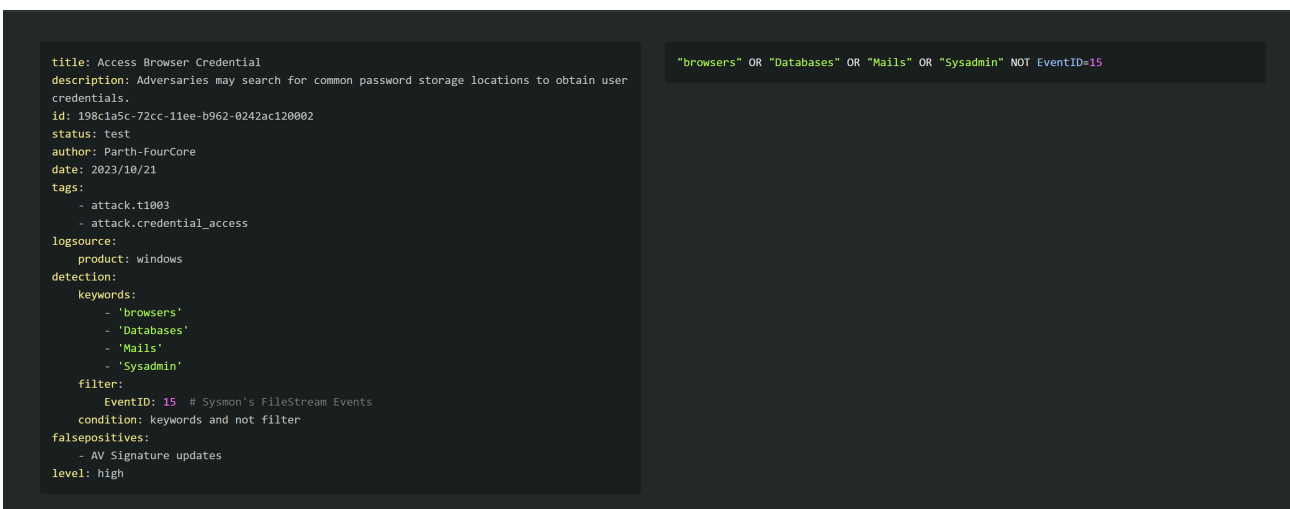 title: Access Browser Credential
description: Adversaries may search for common password storage locations to obtain user
credentials.
id: 198c1a5c-72cc-11ee-b962-0242ac120002
status: test
author: Parth-FourCore
date: 2023/10/21
tags:
    - attack.t1003
    - attack.credential_access
logsource:
    product: windows
detection:
    keywords:
        - 'browsers'
        - 'Databases'
        - 'Mails'
        - 'Sysadmin'
    filter:
        EventID: 15  # Sysmon's FileStream Events
    condition: keywords and not filter
falsepositives:
    - AV Signature updates
level: high
"browsers" OR "Databases" OR "Mails" OR "Sysadmin" NOT EventID=15